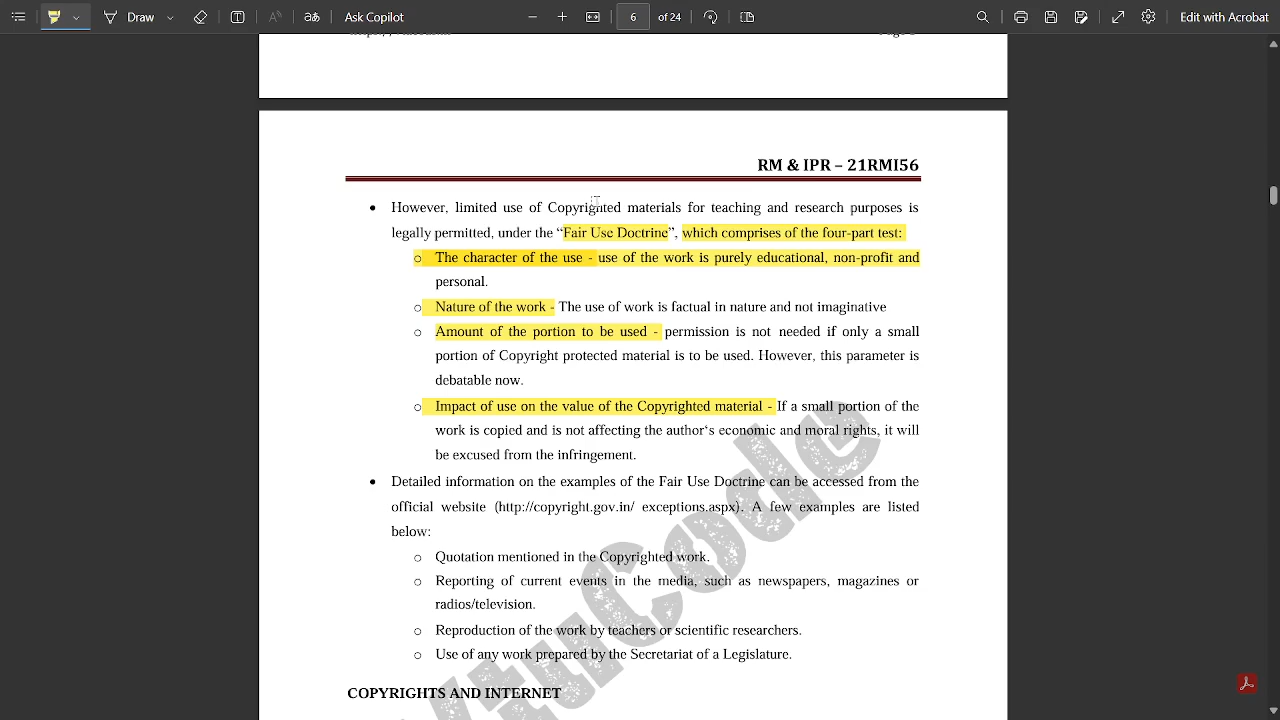 Draw
Ask Copilot
6
of 24
Edit with Acrobat
RM & IPR – 21RMI56
• However, limited use of Copyrighted materials for teaching and research purposes is
legally permitted, under the “Fair Use Doctrine”, which comprises of the four-part test:
o The character of the use - use of the work is purely educational, non-profit and
personal.
o Nature of the work - The use of work is factual in nature and not imaginative
o Amount of the portion to be used - permission is not needed if only a small
portion of Copyright protected material is to be used. However, this parameter is
debatable now.
o Impact of use on the value of the Copyrighted material - If a small portion of the
work is copied and is not affecting the author‘s economic and moral rights, it will
be excused from the infringement.
• Detailed information on the examples of the Fair Use Doctrine can be accessed from the
official website (http://copyright.gov.in/ exceptions.aspx). A few examples are listed
below:
o Quotation mentioned in the Copyrighted work.
o Reporting of current events in the media, such as newspapers, magazines or
radios/television.
o Reproduction of the work by teachers or scientific researchers.
o Use of any work prepared by the Secretariat of a Legislature.
COPYRIGHTS AND INTERNET